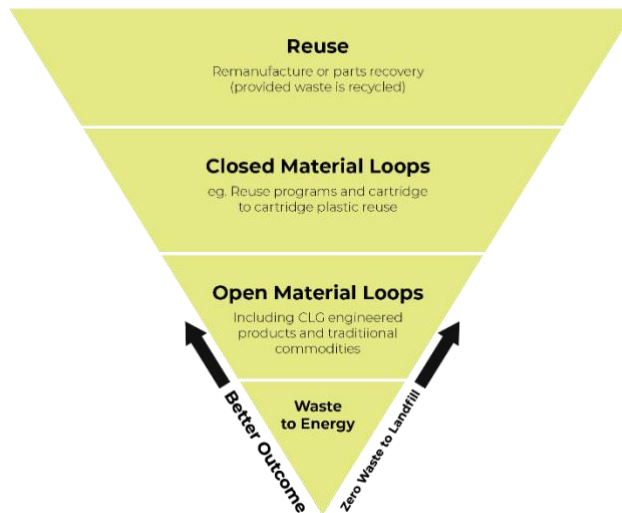 Reuse
Remanufacture or parts recovery
(provided waste is recycled)
Closed Material Loops
eg. Reuse programs and cartridge
to cartridge plastic reuse
Open Material Loops
Including CLG engineered
products and traditiional
commodities
Waste
to Energy
Better Outcome
Zero Waste to Landfill